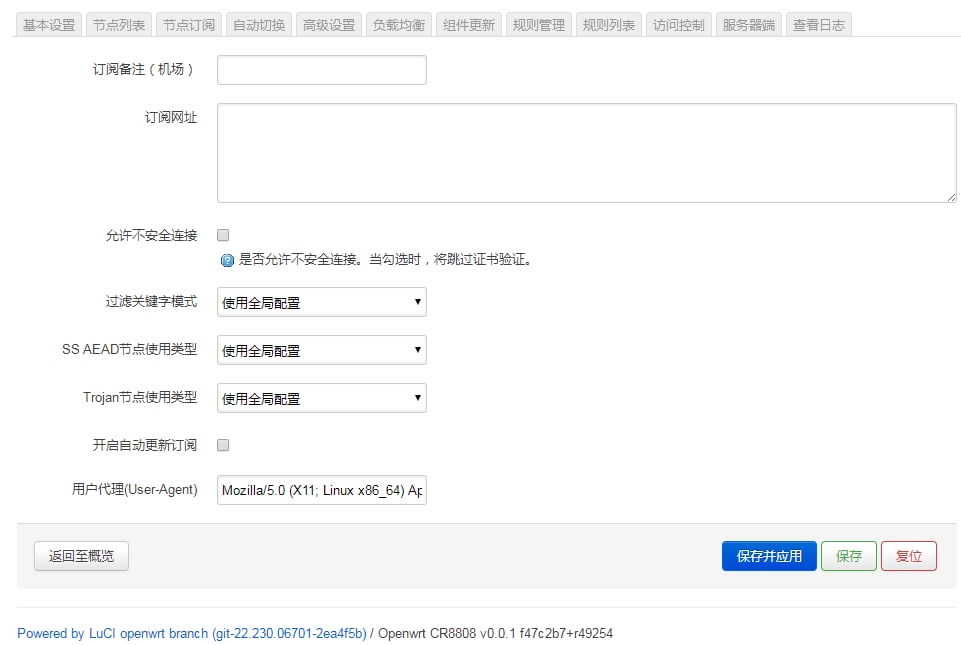 基本设置 节点列表 节点订阅 自动切换 高级设置 负载均衡 组件更新 规则管理 规则列表 访问控制 服务器端 查看日志
订阅备注（机场）
订阅网址
允许不安全连接
是否允许不安全连接。当勾选时，将跳过证书验证。
过滤关键字模式 使用全局配置
SS AEAD节点使用类型 使用全局配置
Trojan节点使用类型 使用全局配置
开启自动更新订阅
用户代理(User-Agent) Mozilla/5.0 (X11; Linux x86_64) Ap
返回至概览 保存并应用 保存 复位
Powered by LuCI openwrt branch (git-22.230.06701-2ea4f5b) / Openwrt CR8808 v0.0.1 f47c2b7+r49254